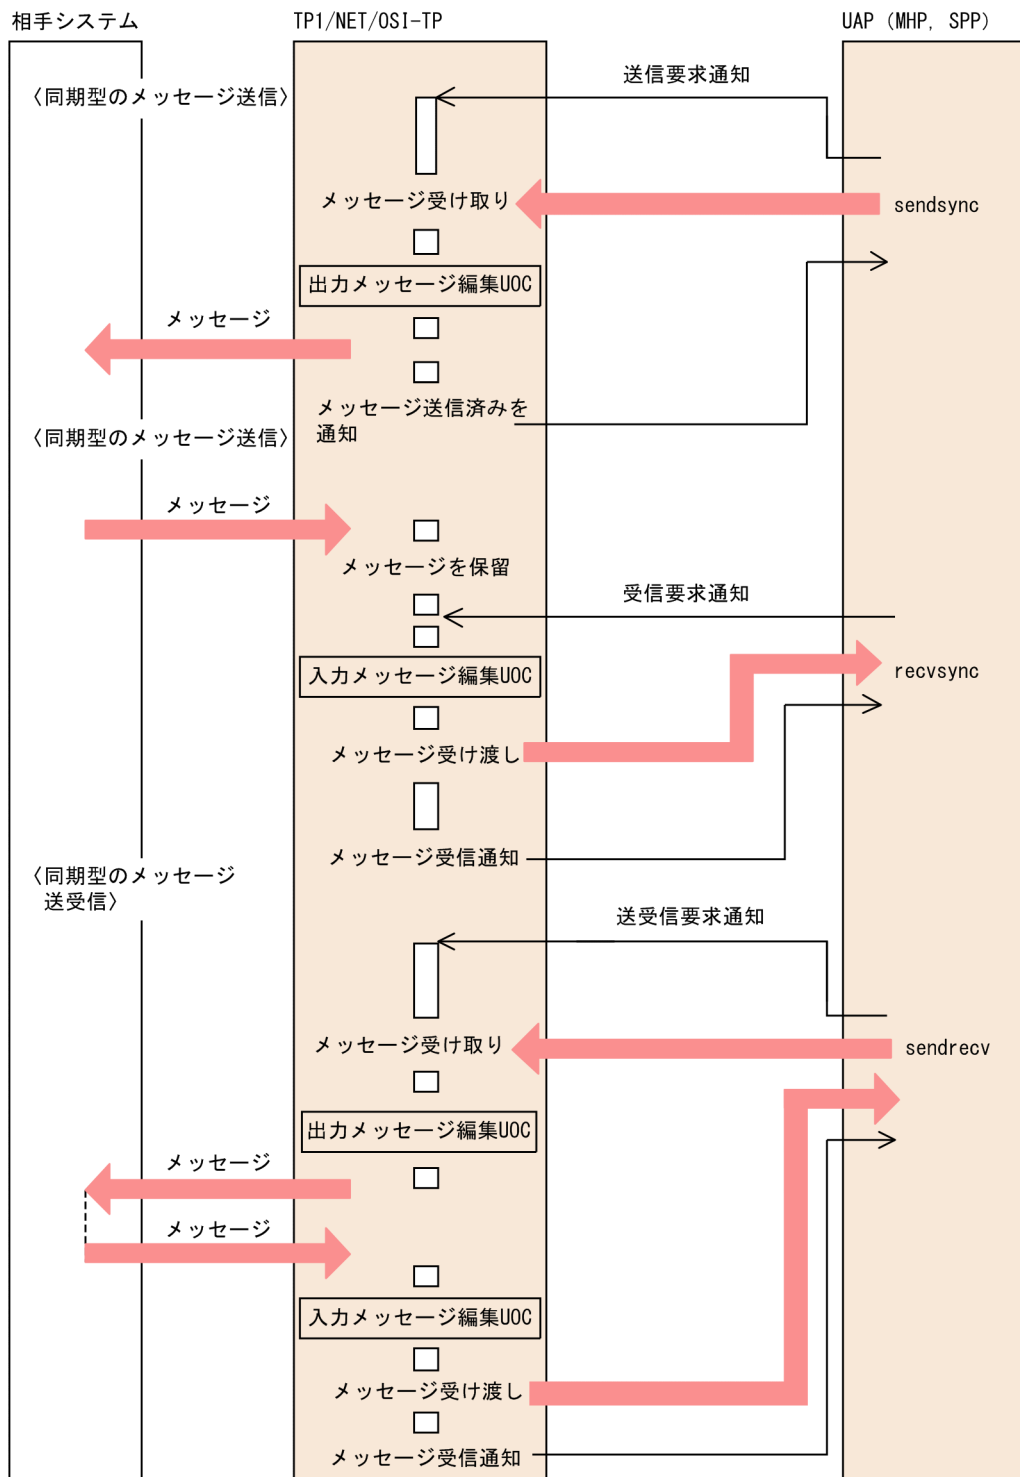 相手システム
TP1/NET/OSI-TP
UAP (MHP, SPP)
〈同期型のメッセージ送信〉
送信要求通知
メッセージ受け取り
sendsync
出力メッセージ編集UOC
メッセージ
メッセージ送信済みを
通知
〈同期型のメッセージ送信〉
メッセージ
メッセージを保留
受信要求通知
入力メッセージ編集UOC
recvsync
メッセージ受け渡し
メッセージ受信通知
〈同期型のメッセージ
送受信〉
送受信要求通知
メッセージ受け取り
sendrecv
出力メッセージ編集UOC
メッセージ
メッセージ
入力メッセージ編集UOC
メッセージ受け渡し
メッセージ受信通知